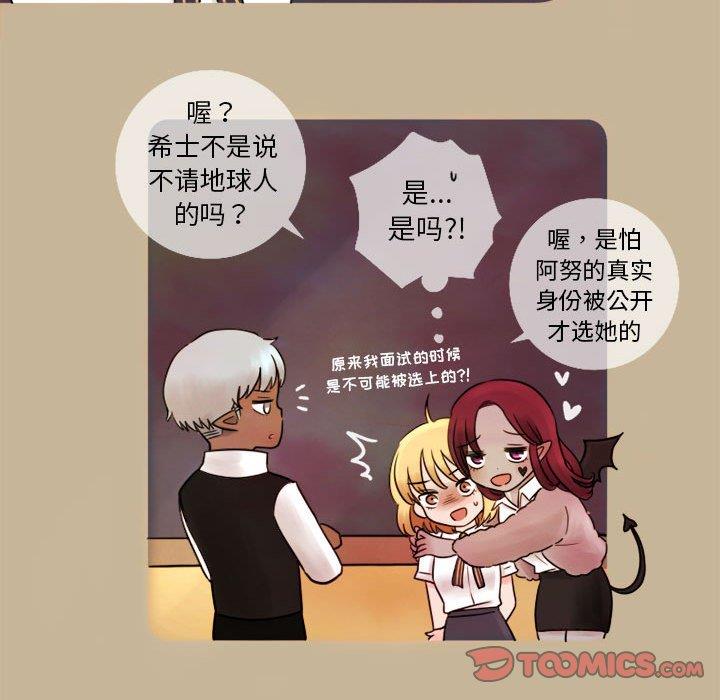 喔？
希士不是说
不请地球人
的吗？
是...
是吗?!
喔，是怕
阿努的真实
身份被公开
才选她的
原来我面试的时候
是不可能被选上的?!
TOOMICS.COM